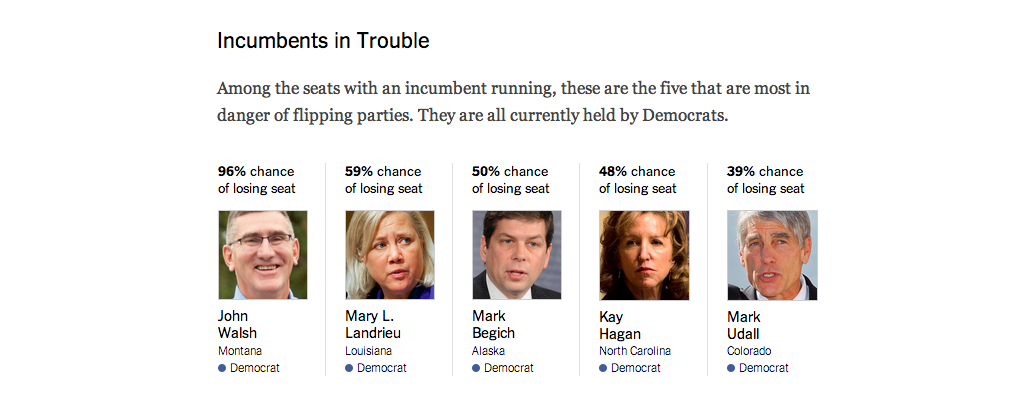 Incumbents in Trouble
Among the seats with an incumbent running, these are the five that are most in
danger of flipping parties. They are all currently held by Democrats.
96% chance
of losing seat
John
Walsh
Montana
Democrat
59% chance
of losing seat
Mary L.
Landrieu
Louisiana
Democrat
50% chance
of losing seat
Mark
Begich
Alaska
Democrat
48% chance
of losing seat
Kay
Hagan
North Carolina
Democrat
39% chance
of losing seat
Mark
Udall
Colorado
Democrat